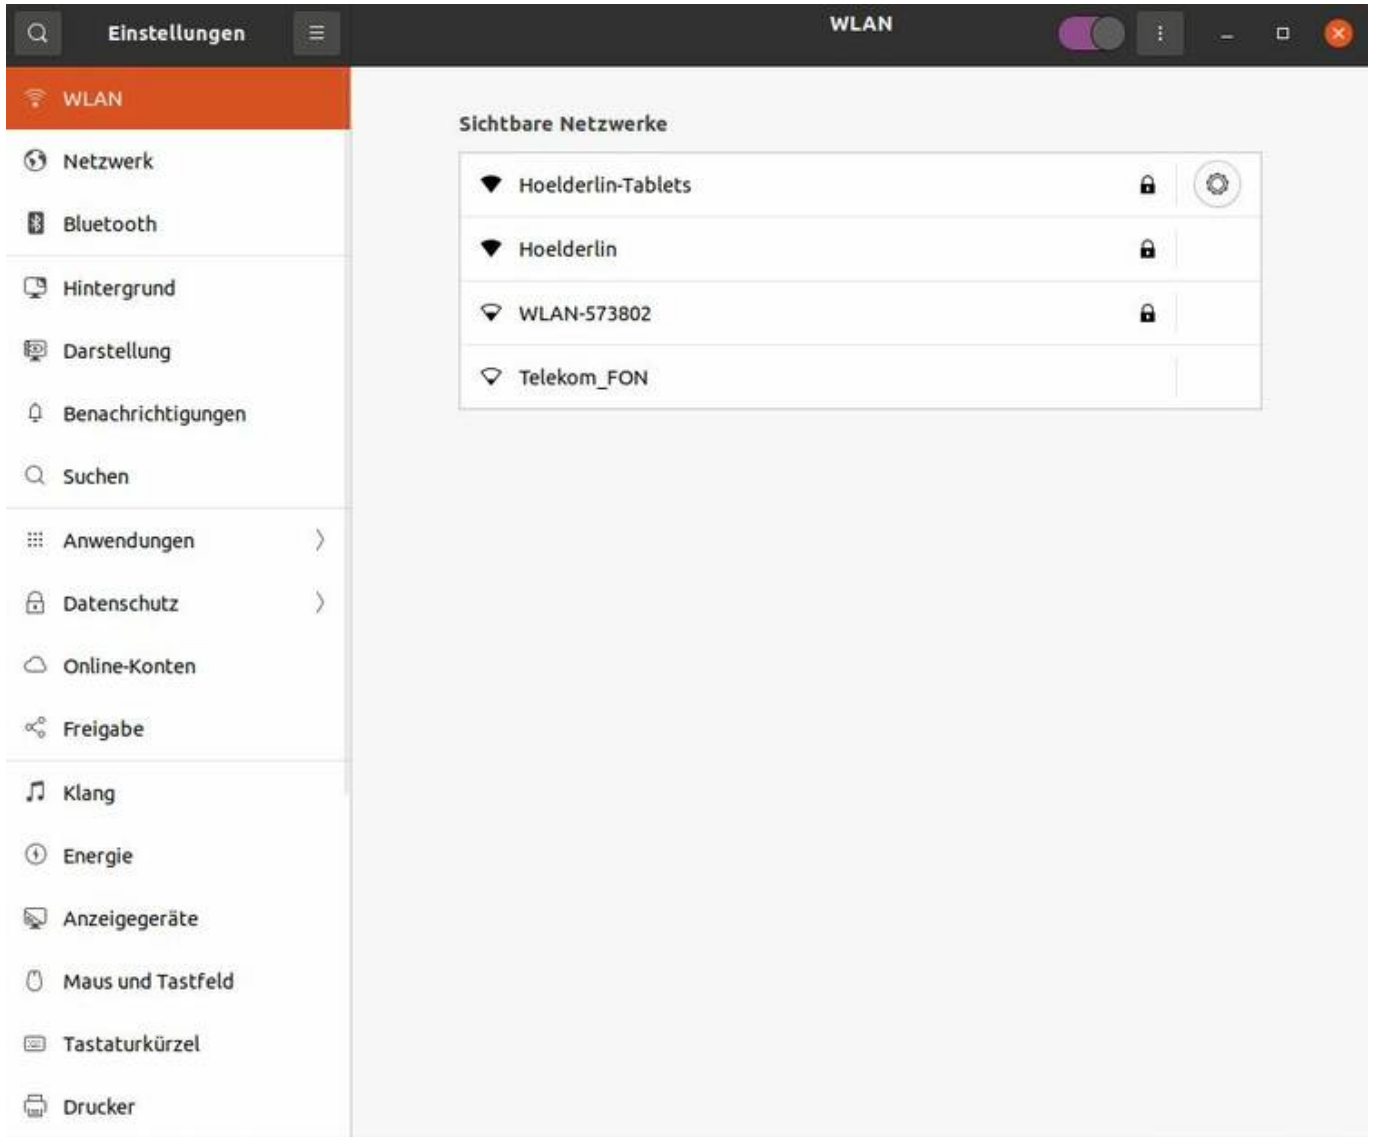 Einstellungen
WLAN
WLAN
Netzwerk
Bluetooth
Hintergrund
Darstellung
Benachrichtigungen
Suchen
Anwendungen
Datenschutz
Online-Konten
Freigabe
Klang
Energie
Anzeigegeräte
Maus und Tastfeld
Tastaturkürzel
Drucker
Sichtbare Netzwerke
Hoelderlin-Tablets
Hoelderlin
WLAN-573802
Telekom_FON